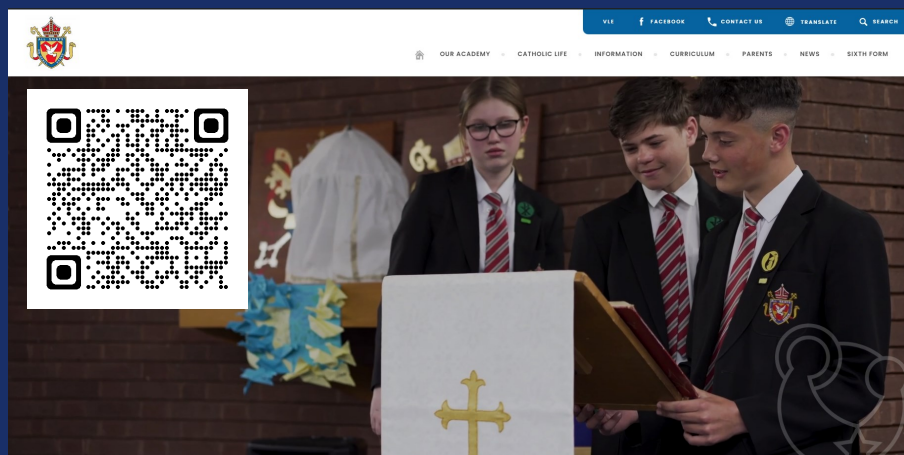 VLE FACEBOOK CONTACT US TRANSLATE SEARCH
OUR ACADEMY CATHOLIC LIFE INFORMATION CURRICULUM PARENTS NEWS SIXTH FORM